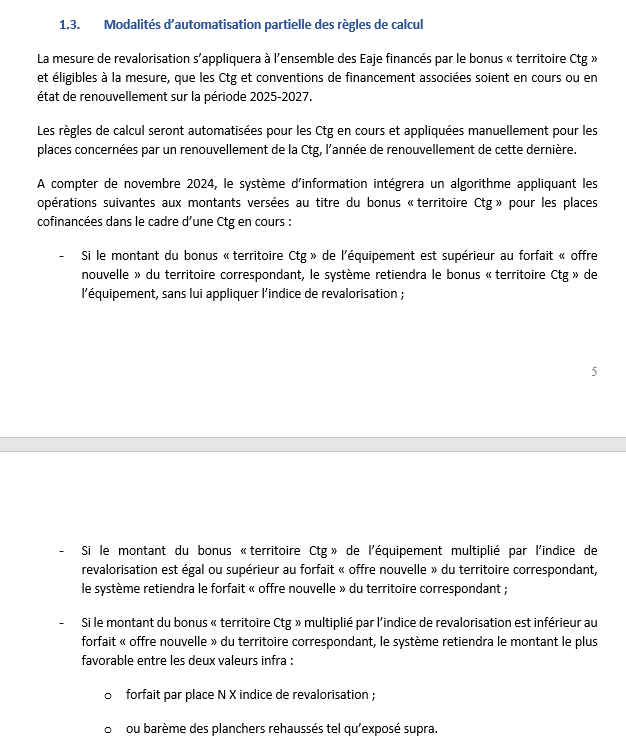 1.3. Modalités d’automatisation partielle des règles de calcul
La mesure de revalorisation s’appliquera à l’ensemble des Eaje financés par le bonus « territoire Ctg »
et éligibles à la mesure, que les Ctg et conventions de financement associées soient en cours ou en
état de renouvellement sur la période 2025-2027.
Les règles de calcul seront automatisées pour les Ctg en cours et appliquées manuellement pour les
places concernées par un renouvellement de la Ctg, l’année de renouvellement de cette dernière.
A compter de novembre 2024, le système d’information intégrera un algorithme appliquant les
opérations suivantes aux montants versées au titre du bonus « territoire Ctg » pour les places
cofinancées dans le cadre d’une Ctg en cours :
- Si le montant du bonus « territoire Ctg » de l’équipement est supérieur au forfait « offre
nouvelle » du territoire correspondant, le système retiendra le bonus « territoire Ctg » de
l’équipement, sans lui appliquer l’indice de revalorisation ;
5
- Si le montant du bonus « territoire Ctg » de l’équipement multiplié par l’indice de
revalorisation est égal ou supérieur au forfait « offre nouvelle » du territoire correspondant,
le système retiendra le forfait « offre nouvelle » du territoire correspondant ;
- Si le montant du bonus « territoire Ctg » multiplié par l’indice de revalorisation est inférieur au
forfait « offre nouvelle » du territoire correspondant, le système retiendra le montant le plus
favorable entre les deux valeurs infra :
o forfait par place N X indice de revalorisation ;
o ou barème des planchers rehaussés tel qu’exposé supra.